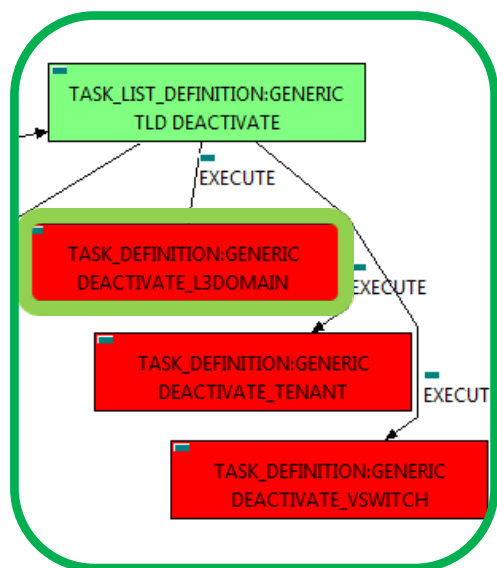 TASK_LIST_DEFINITION:GENERIC
TLD DEACTIVATE
EXECUTE
TASK_DEFINITION:GENERIC
DEACTIVATE_L3DOMAIN
EXECUTE
TASK_DEFINITION:GENERIC
DEACTIVATE_TENANT
EXECUT
TASK_DEFINITION:GENERIC
DEACTIVATE_VSWITCH